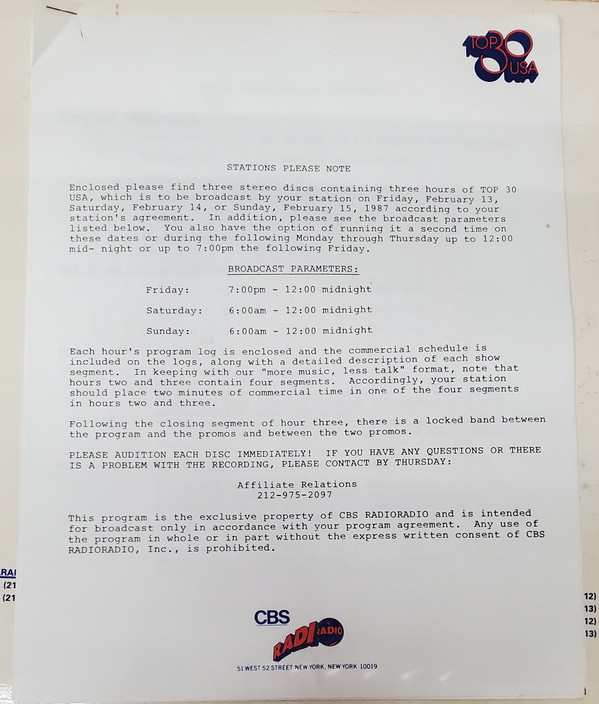 TOP 30 USA
STATIONS PLEASE NOTE
Enclosed please find three stereo discs containing three hours of TOP 30
USA, which is to be broadcast by your station on Friday, February 13,
Saturday, February 14, or Sunday, February 15, 1987 according to your
station's agreement. In addition, please see the broadcast parameters
listed below. You also have the option of running it a second time on
these dates or during the following Monday through Thursday up to 12:00
mid- night or up to 7:00pm the following Friday.
BROADCAST PARAMETERS:
Friday: 7:00pm - 12:00 midnight
Saturday: 6:00am - 12:00 midnight
Sunday: 6:00am - 12:00 midnight
Each hour's program log is enclosed and the commercial schedule is
included on the logs, along with a detailed description of each show
segment. In keeping with our "more music, less talk" format, note that
hours two and three contain four segments. Accordingly, your station
should place two minutes of commercial time in one of the four segments
in hours two and three.
Following the closing segment of hour three, there is a locked band between
the program and the promos and between the two promos.
PLEASE AUDITION EACH DISC IMMEDIATELY! IF YOU HAVE ANY QUESTIONS OR THERE
IS A PROBLEM WITH THE RECORDING, PLEASE CONTACT BY THURSDAY:
Affiliate Relations
212-975-2097
This program is the exclusive property of CBS RADIORADIO and is intended
for broadcast only in accordance with your program agreement. Any use of
the program in whole or in part without the express written consent of CBS
RADIORADIO, Inc., is prohibited.
CBS
RADIO RADIO
51 WEST 52 STREET NEW YORK, NEW YORK 10019
(21
(21
12)
13)
12)
13)